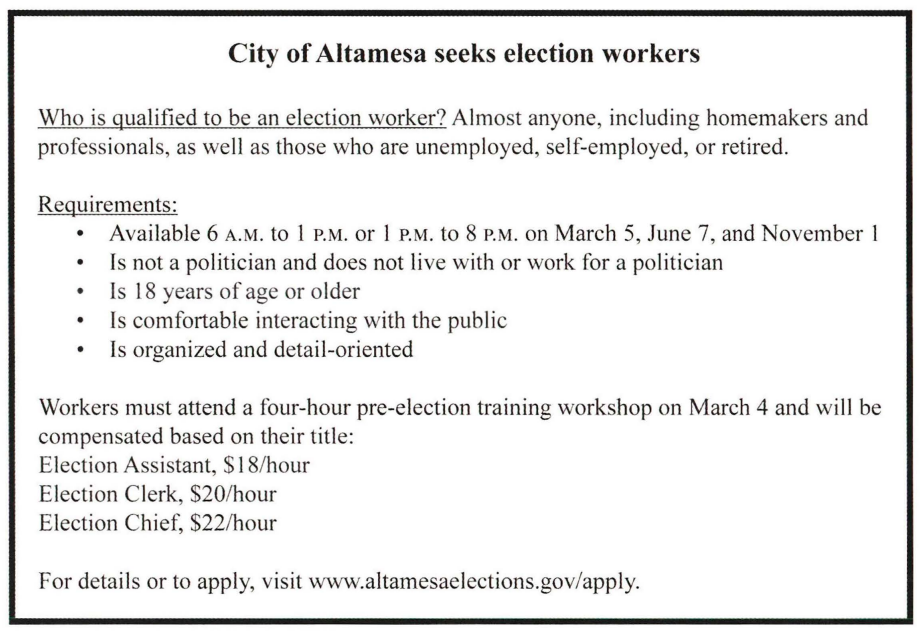 City of Altamesa seeks election workers
Who is qualified to be an election worker? Almost anyone, including homemakers and
professionals, as well as those who are unemployed, self-employed, or retired.
Requirements:
• Available 6 A.M. to 1 P.M. or 1 P.M. to 8 P.M. on March 5, June 7, and November 1
• Is not a politician and does not live with or work for a politician
• Is 18 years of age or older
• Is comfortable interacting with the public
• Is organized and detail-oriented
Workers must attend a four-hour pre-election training workshop on March 4 and will be
compensated based on their title:
Election Assistant, $18/hour
Election Clerk, $20/hour
Election Chief, $22/hour
For details or to apply, visit www.altamesaelections.gov/apply.